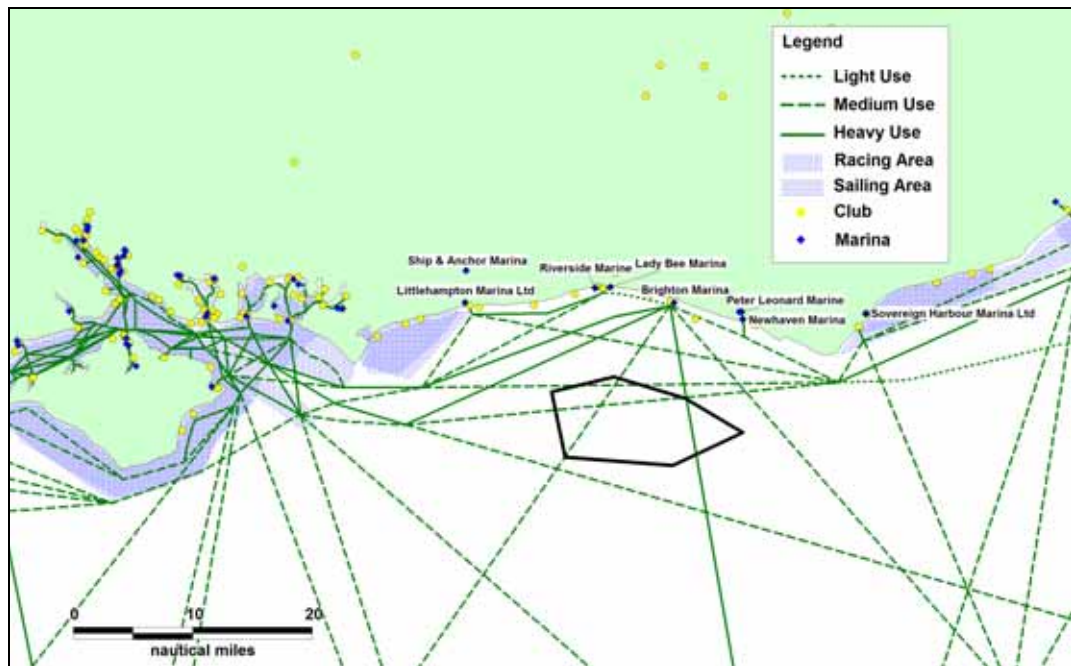 Legend
Light Use
Medium Use
Heavy Use
Racing Area
Sailing Area
Club
Marina
Ship & Anchor Marina
Riverside Marine
Lady Bee Marina
Littlehampton Marina Ltd
Brighton Marina
Peter Leonard Marine
Newhaven Marina
Sovereign Harbour Marina Ltd
0 10 20
nautical miles